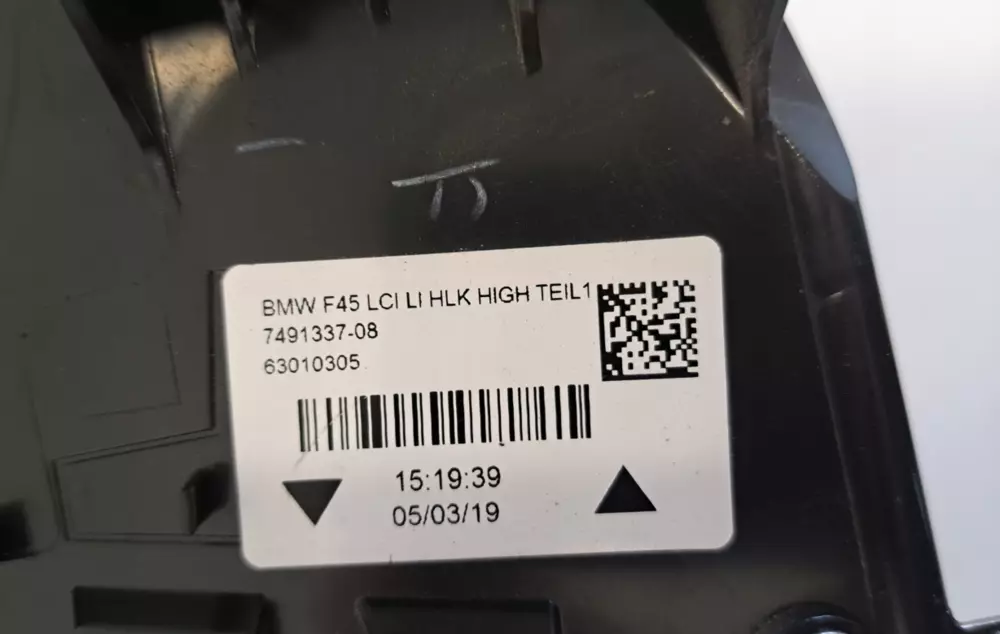 BMW F45 LCI LI HLK HIGH TEIL1
7491337-08
63010305
15:19:39
05/03/19